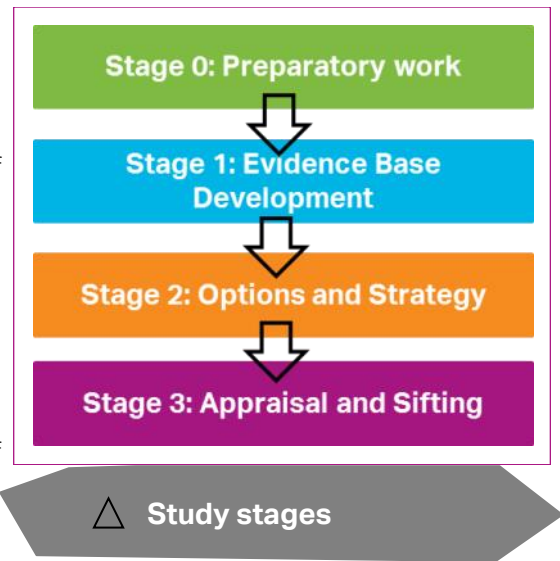 Stage 0: Preparatory work
Stage 1: Evidence Base
Development
Stage 2: Options and Strategy
Stage 3: Appraisal and Sifting
Study stages